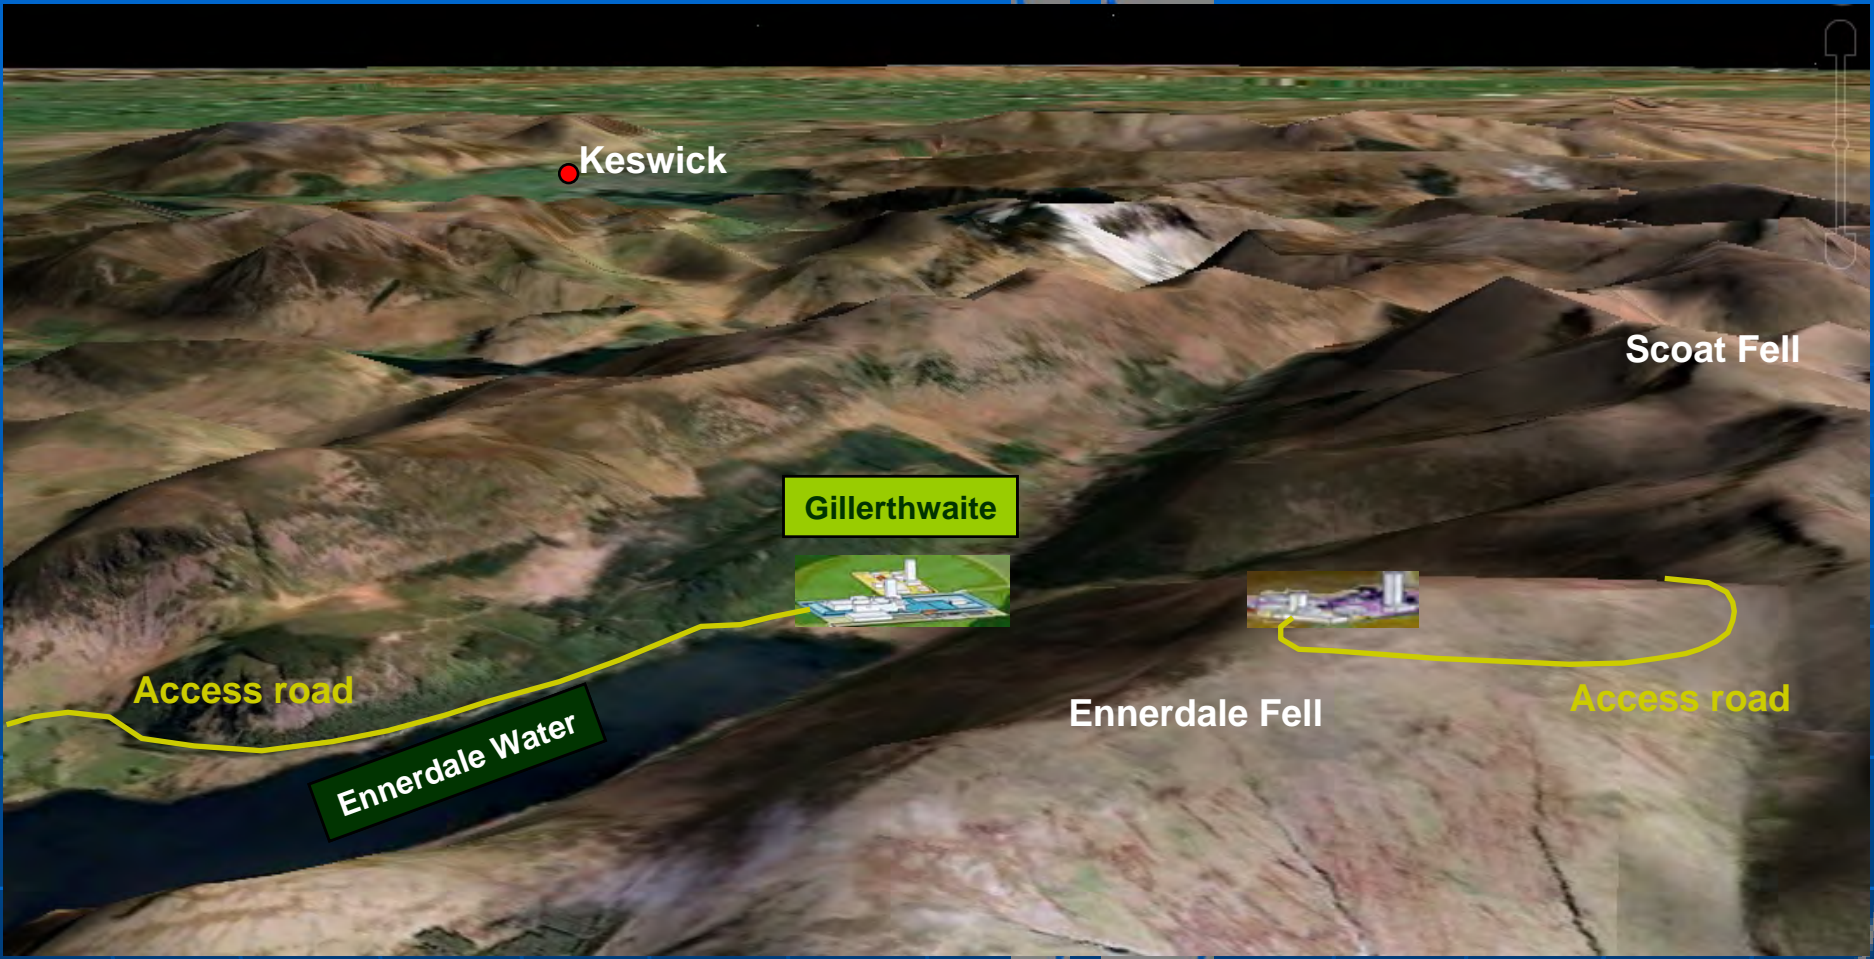 Keswick
Scoat Fell
Gillerthwaite
Access road
Ennerdale Water
Ennerdale Fell
Access road